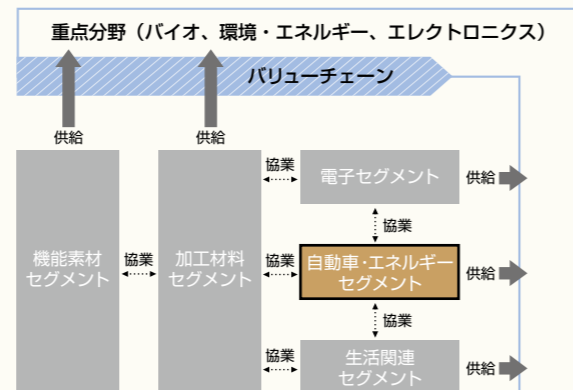 重点分野（バイオ、環境・エネルギー、エレクトロニクス）
バリューチェーン
供給
供給
機能素材
セグメント
協業
加工材料
セグメント
協業
電子セグメント
供給
協業
協業
自動車・エネルギー
セグメント
供給
協業
協業
生活関連
セグメント
供給